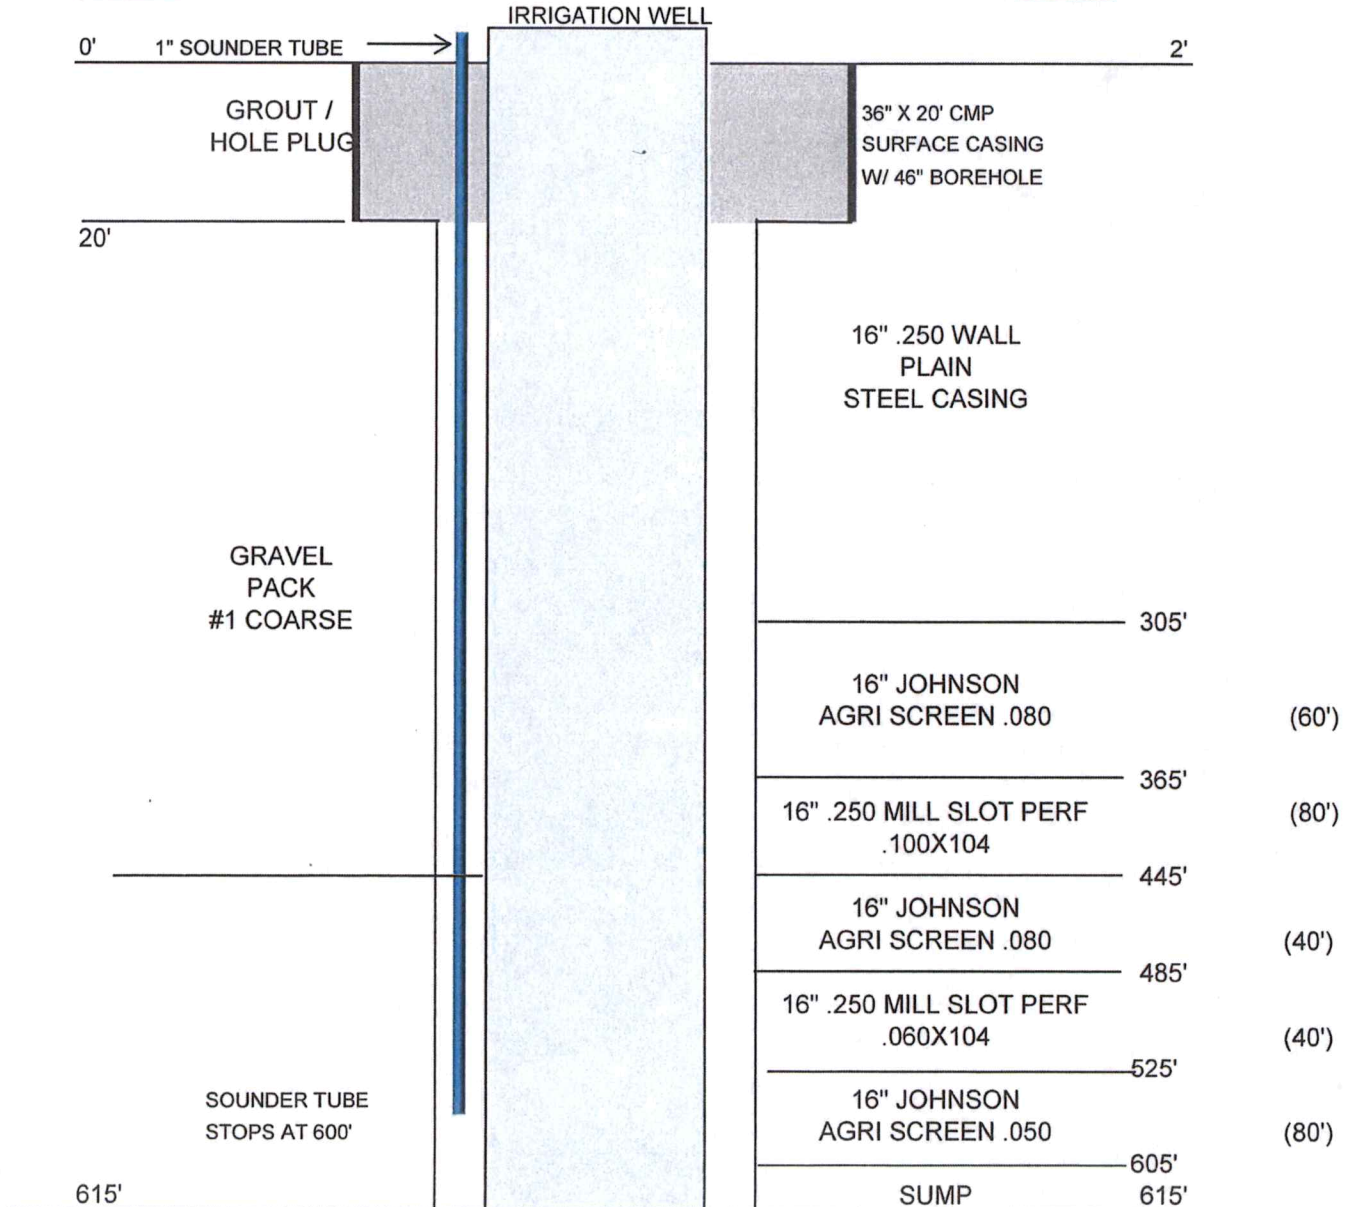 IRRIGATION WELL
0'
1" SOUNDER TUBE
2'
GROUT /
HOLE PLUG
36" X 20' CMP
SURFACE CASING
W/ 46" BOREHOLE
20'
16" .250 WALL
PLAIN
STEEL CASING
GRAVEL
PACK
#1 COARSE
305'
16" JOHNSON
AGRI SCREEN .080
(60')
365'
16" .250 MILL SLOT PERF
.100X104
(80')
445'
16" JOHNSON
AGRI SCREEN .080
(40')
485'
16" .250 MILL SLOT PERF
.060X104
(40')
525'
SOUNDER TUBE
STOPS AT 600'
16" JOHNSON
AGRI SCREEN .050
(80')
605'
615'
SUMP
615'